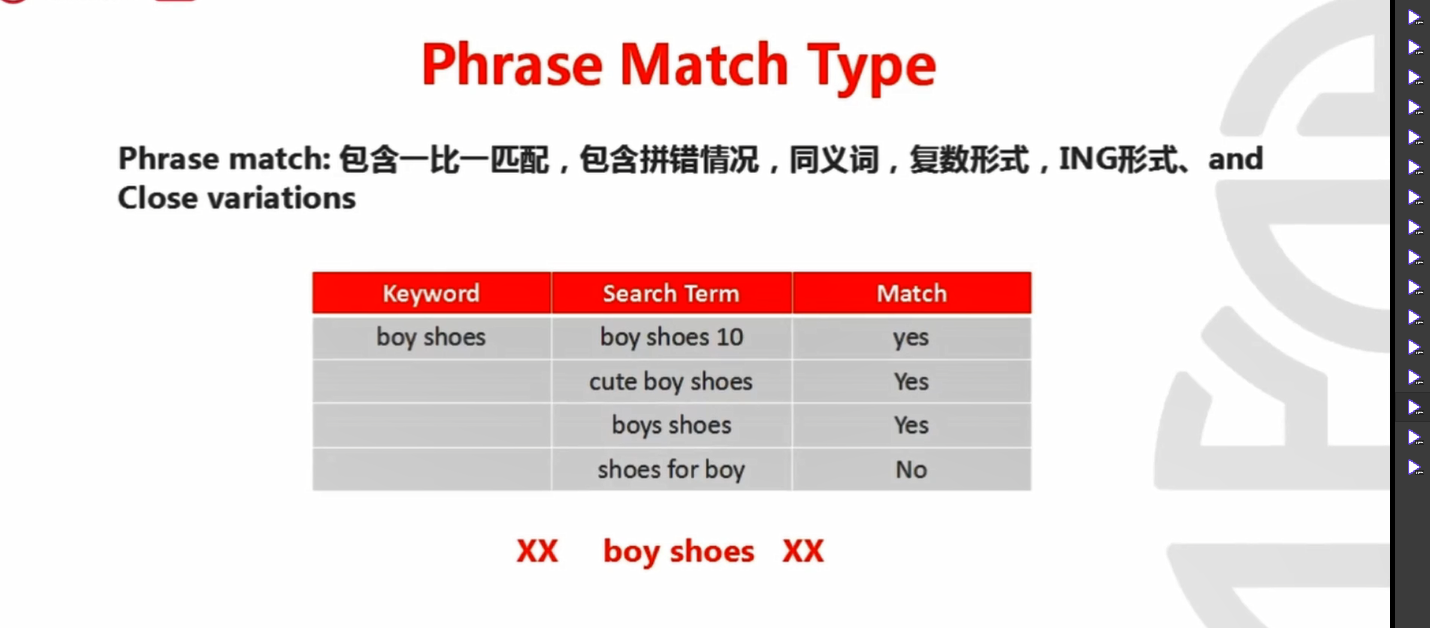 Phrase Match Type
Phrase match: 包含一比一匹配，包含拼错情况，同义词，复数形式，ING形式、and
Close variations
Keyword Search Term Match
boy shoes boy shoes 10 yes
cute boy shoes Yes
boys shoes Yes
shoes for boy No
XX boy shoes XX